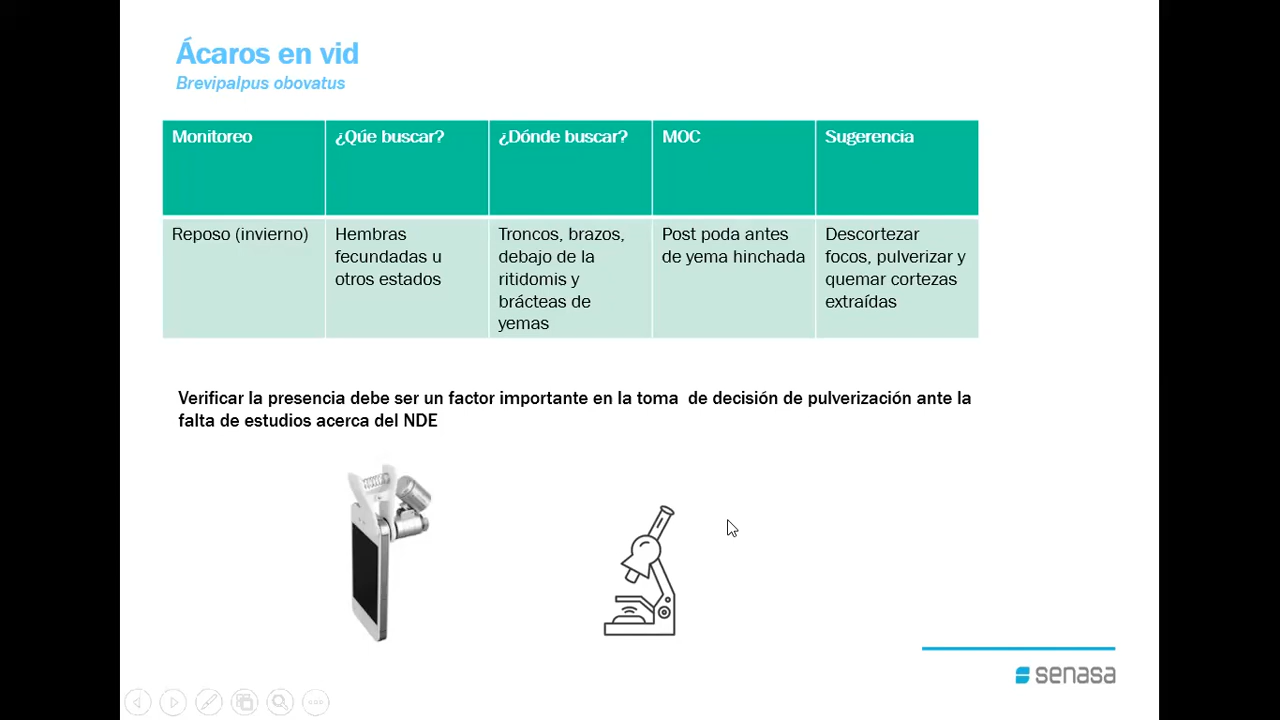 Ácaros en vid
Brevipalpus obovatus
Monitoreo
¿Qúe buscar?
¿Dónde buscar?
MOC
Sugerencia
Reposo (invierno)
Hembras
fecundadas u
otros estados
Troncos, brazos,
debajo de la
ritidomis y
brácteas de
yemas
Post poda antes
de yema hinchada
Descortezar
focos, pulverizar y
quemar cortezas
extraídas
Verificar la presencia debe ser un factor importante en la toma  de decisión de pulverización ante la
falta de estudios acerca del NDE
senasa